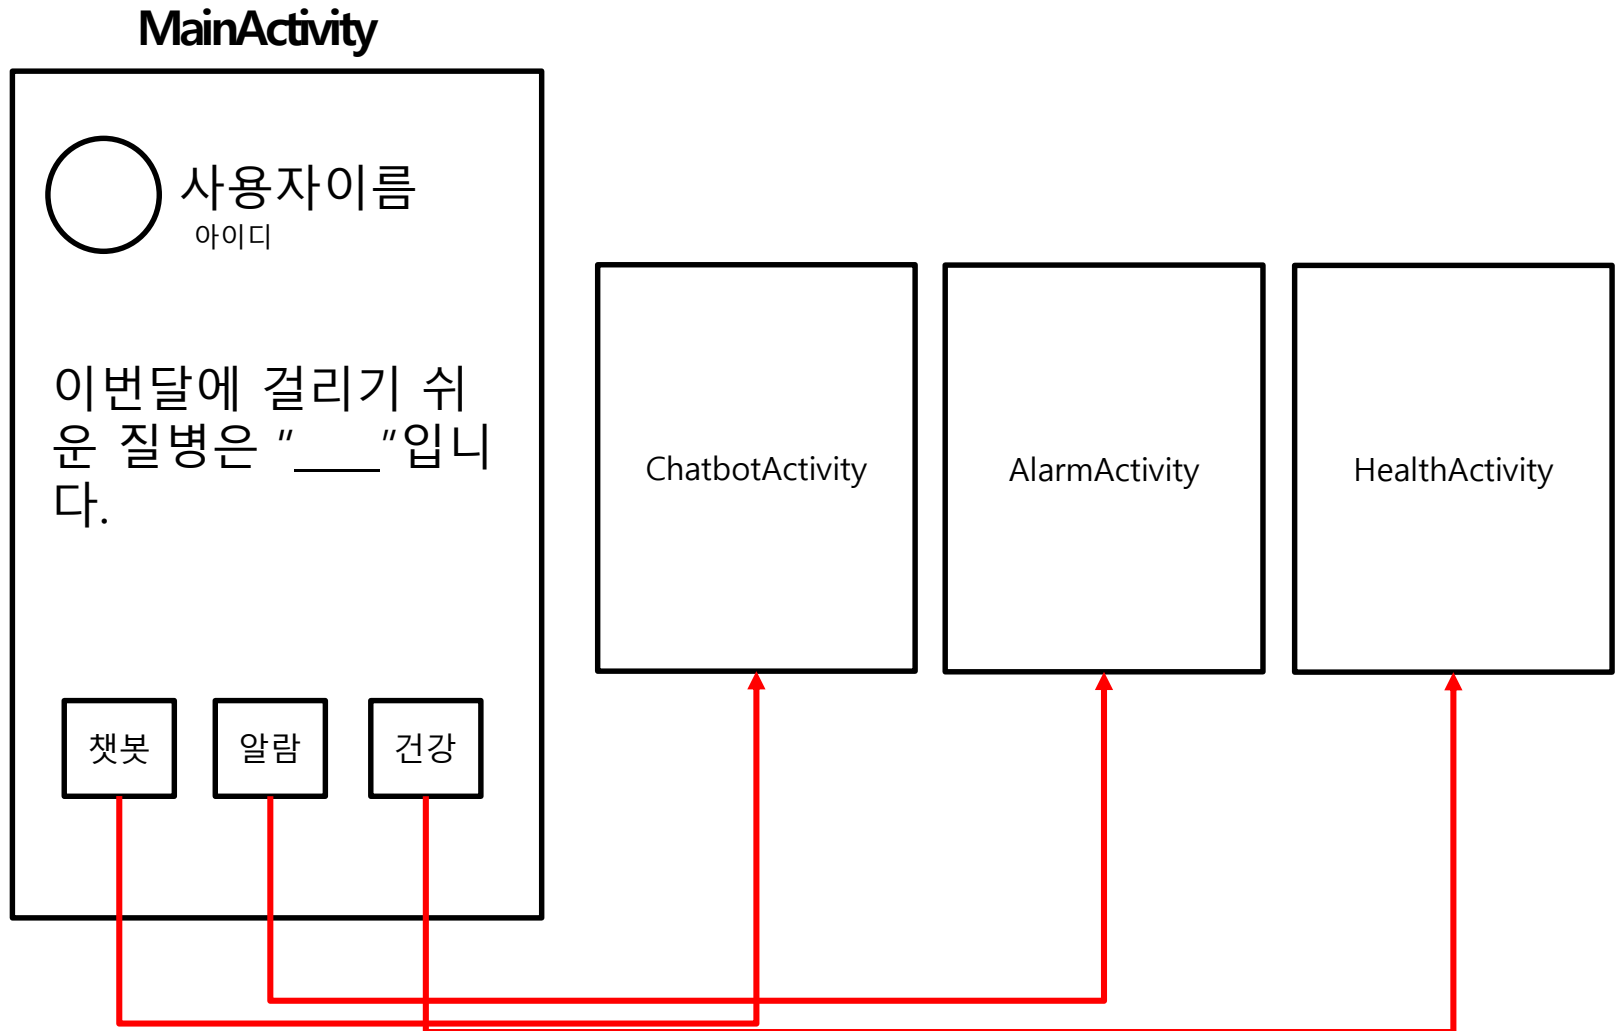 MainActivity
사용자이름
아이디
이번달에 걸리기 쉬
운 질병은 “____”입니
다.
챗봇
알람
건강
ChatbotActivity
AlarmActivity
HealthActivity